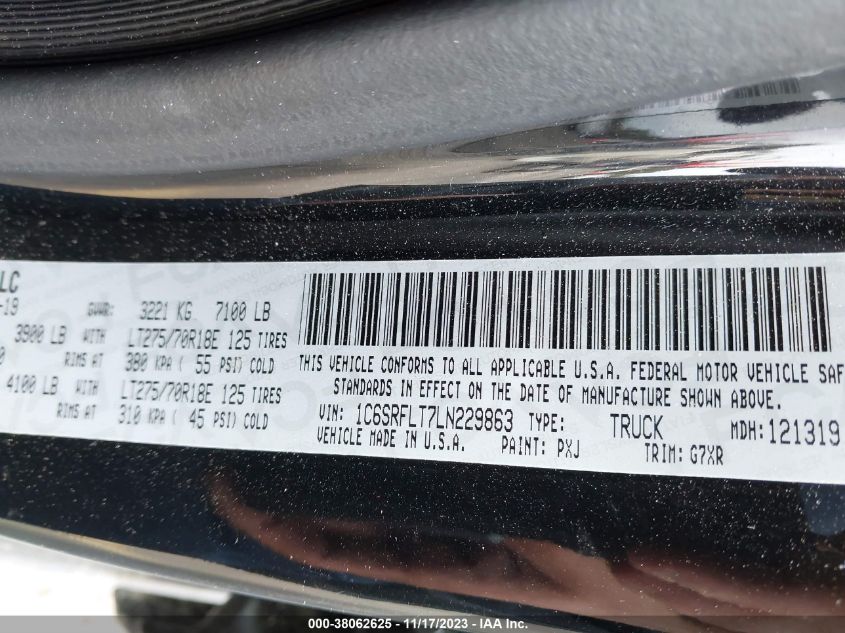 LC
-19 GVWR: 3221 KG 7100 LB
3900 LB WITH LT275/70R18E 125 TIRES
RIMS AT 380 KPA ( 55 PSI) COLD
4100 LB WITH LT275/70R18E 125 TIRES
RIMS AT 310 KPA ( 45 PSI) COLD
THIS VEHICLE CONFORMS TO ALL APPLICABLE U.S.A. FEDERAL MOTOR VEHICLE SAF
STANDARDS IN EFFECT ON THE DATE OF MANUFACTURE SHOWN ABOVE.
VIN: 1C6SRFLT7LN229863 TYPE: TRUCK MDH:121319
VEHICLE MADE IN U.S.A. PAINT: PXJ TRIM: G7XR
000-38062625 - 11/17/2023 - IAAI.com